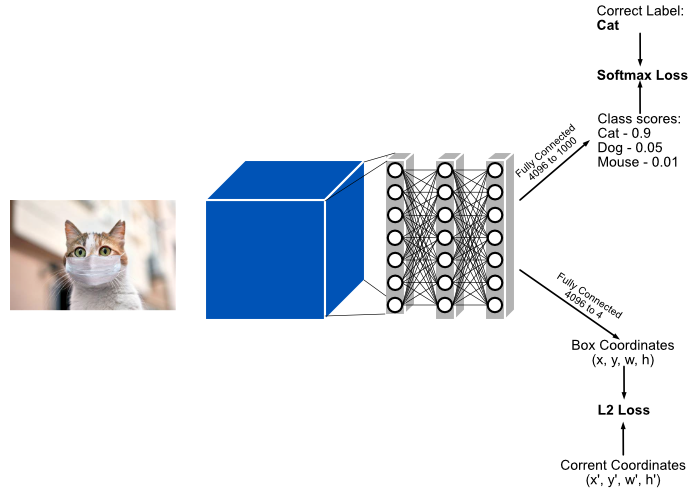 Correct Label:
Cat
Softmax Loss
Class scores:
Cat - 0.9
Dog - 0.05
Mouse - 0.01
Fully Connected
4096 to 1000
Fully Connected
4096 to 4
Box Coordinates
(x, y, w, h)
L2 Loss
Corrent Coordinates
(x', y', w', h')